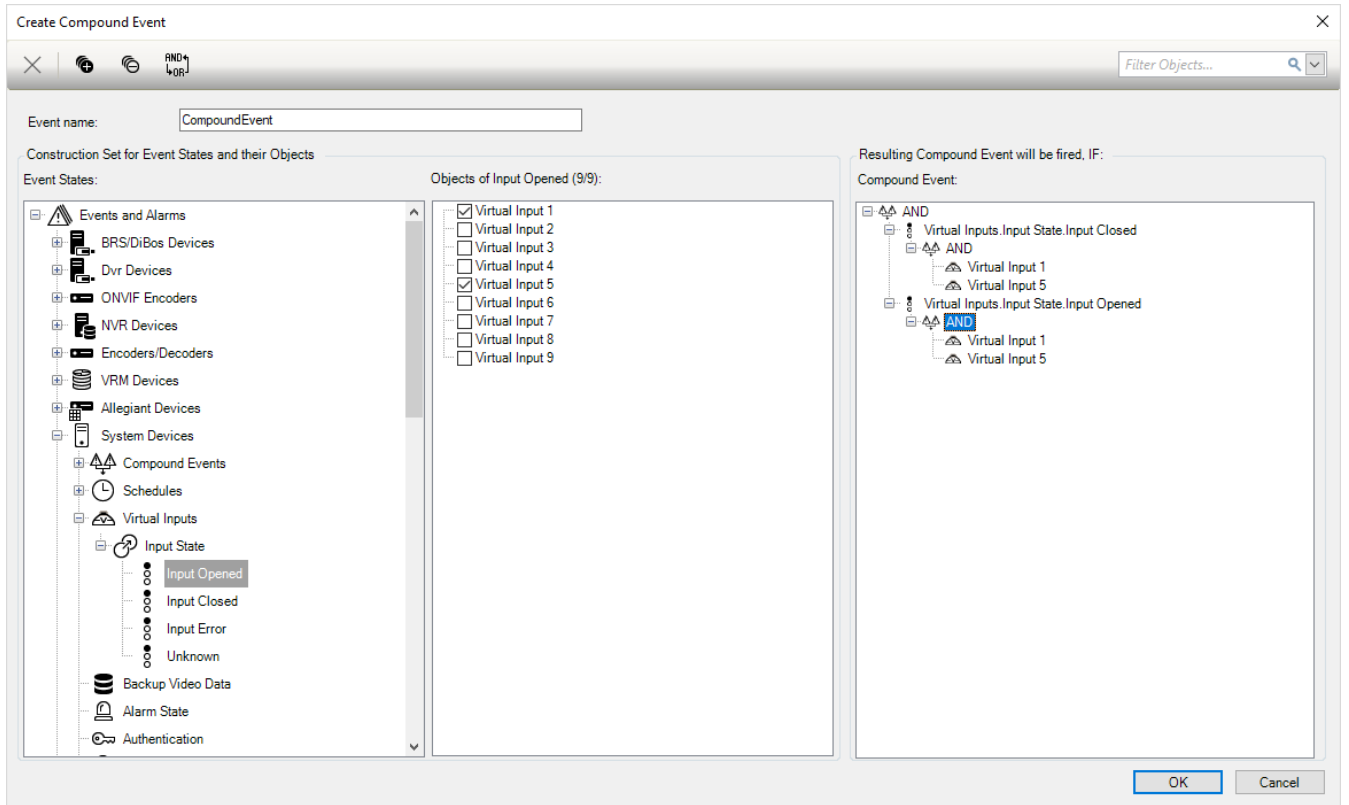 Create Compound Event
AND
OR
Filter Objects...
Event name:
CompoundEvent
Construction Set for Event States and their Objects
Event States:
Events and Alarms
BRS/DiBos Devices
Dvr Devices
ONVIF Encoders
NVR Devices
Encoders/Decoders
VRM Devices
Allegiant Devices
System Devices
Compound Events
Schedules
Virtual Inputs
Input State
Input Opened
Input Closed
Input Error
Unknown
Backup Video Data
Alarm State
Authentication
Objects of Input Opened (9/9):
Virtual Input 1
Virtual Input 2
Virtual Input 3
Virtual Input 4
Virtual Input 5
Virtual Input 6
Virtual Input 7
Virtual Input 8
Virtual Input 9
Resulting Compound Event will be fired, IF:
Compound Event:
AND
Virtual Inputs.Input State.Input Closed
AND
Virtual Input 1
Virtual Input 5
Virtual Inputs.Input State.Input Opened
AND
Virtual Input 1
Virtual Input 5
OK
Cancel